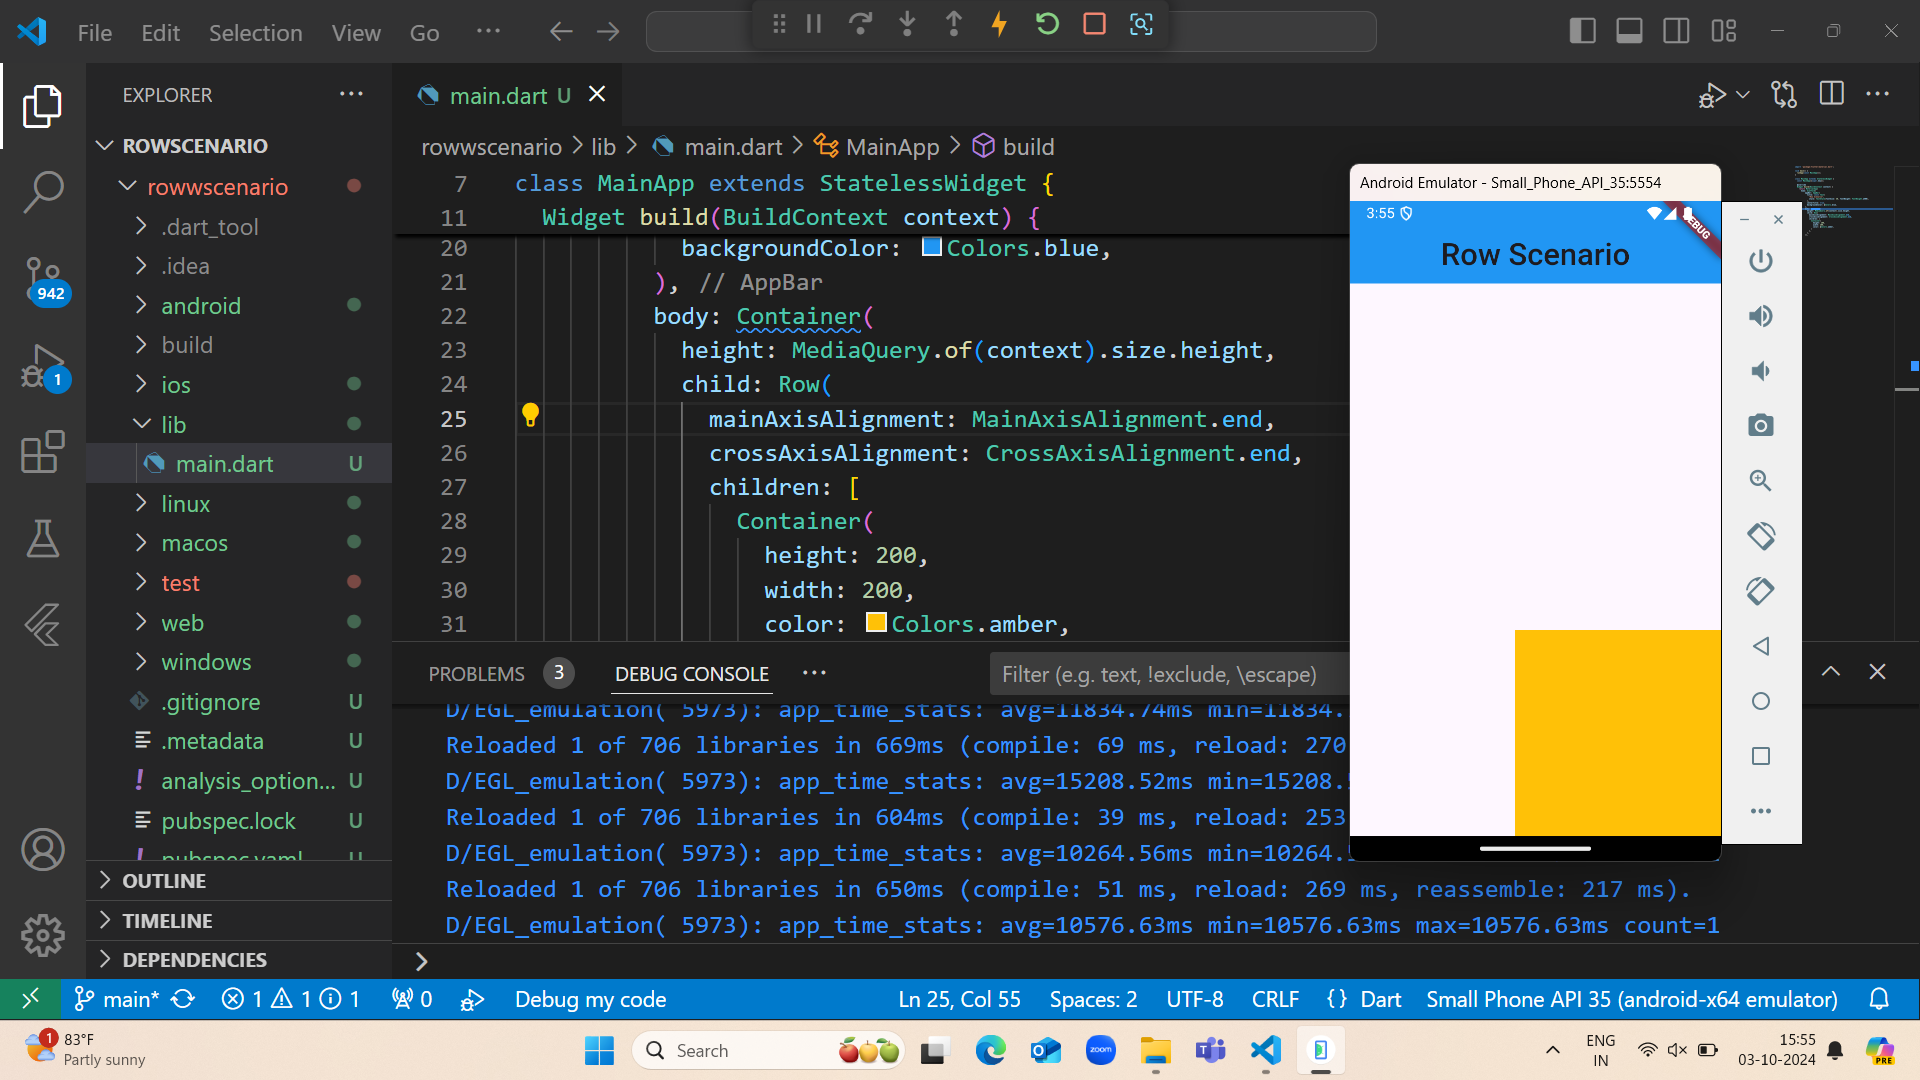 File Edit Selection View Go ...
EXPLORER ...
ROWSCENARIO
rowwscenario
.dart_tool
.idea
android
build
ios
lib
main.dart U
linux
macos
test
web
windows
.gitignore U
.metadata U
analysis_option... U
pubspec.lock U
pubspec.yaml U
OUTLINE
TIMELINE
DEPENDENCIES
942
1
main.dart U
rowwscenario > lib > main.dart > MainApp > build
7 class MainApp extends StatelessWidget {
11 Widget build(BuildContext context) {
20 backgroundColor: Colors.blue,
21 ), // AppBar
22 body: Container(
23 height: MediaQuery.of(context).size.height,
24 child: Row(
25 mainAxisAlignment: MainAxisAlignment.end,
26 crossAxisAlignment: CrossAxisAlignment.end,
27 children: [
28 Container(
29 height: 200,
30 width: 200,
31 color: Colors.amber,
PROBLEMS 3 DEBUG CONSOLE ... Filter (e.g. text, !exclude, \escape)
D/EGL_emulation( 5973): app_time_stats: avg=11834.74ms min=11834.
Reloaded 1 of 706 libraries in 669ms (compile: 69 ms, reload: 270
D/EGL_emulation( 5973): app_time_stats: avg=15208.52ms min=15208.
Reloaded 1 of 706 libraries in 604ms (compile: 39 ms, reload: 253
D/EGL_emulation( 5973): app_time_stats: avg=10264.56ms min=10264.
Reloaded 1 of 706 libraries in 650ms (compile: 51 ms, reload: 269 ms, reassemble: 217 ms).
D/EGL_emulation( 5973): app_time_stats: avg=10576.63ms min=10576.63ms max=10576.63ms count=1
>
Android Emulator - Small_Phone_API_35:5554
3:55
DEBUG
Row Scenario
main* 1 1 1 0 Debug my code Ln 25, Col 55 Spaces: 2 UTF-8 CRLF {} Dart Small Phone API 35 (android-x64 emulator)
1
83°F
Partly sunny
Search
zoom
ENG
IN
15:55
03-10-2024
PRE